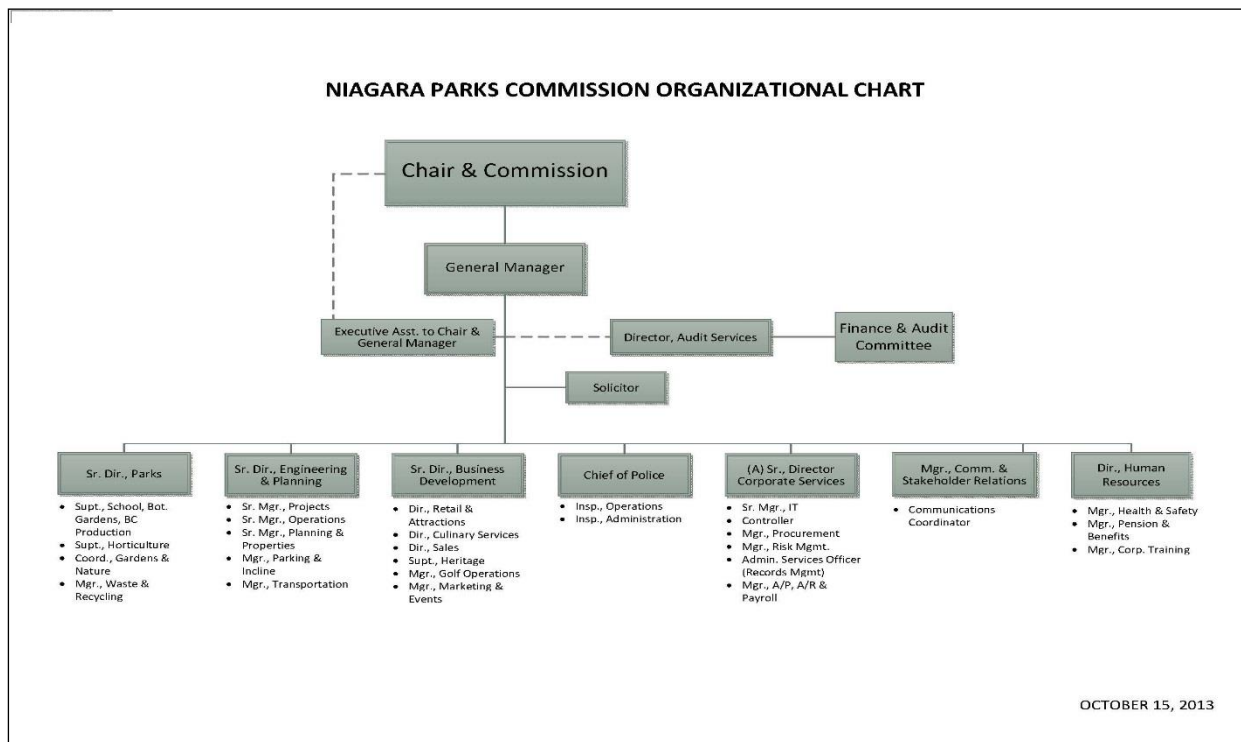 NIAGARA PARKS COMMISSION ORGANIZATIONAL CHART
Chair & Commission
General Manager
Executive Asst. to Chair &
General Manager
Director, Audit Services
Finance & Audit
Committee
Solicitor
Sr. Dir., Parks
• Supt., School, Bot.
Gardens, BC
Production
• Supt., Horticulture
• Coord., Gardens &
Nature
• Mgr., Waste &
Recycling
Sr. Dir., Engineering
& Planning
• Sr. Mgr., Projects
• Sr. Mgr., Operations
• Sr. Mgr., Planning &
Properties
• Mgr., Parking &
Incline
• Mgr., Transportation
Sr. Dir., Business
Development
• Dir., Retail &
Attractions
• Dir., Culinary Services
• Dir., Sales
• Supt., Heritage
• Mgr., Golf Operations
• Mgr., Marketing &
Events
Chief of Police
• Insp., Operations
• Insp., Administration
(A) Sr., Director
Corporate Services
• Sr. Mgr., IT
• Controller
• Mgr., Procurement
• Mgr., Risk Mgmt.
• Admin. Services Officer
(Records Mgmt)
• Mgr., A/P, A/R &
Payroll
Mgr., Comm. &
Stakeholder Relations
• Communications
Coordinator
Dir., Human
Resources
• Mgr., Health & Safety
• Mgr., Pension &
Benefits
• Mgr., Corp. Training
OCTOBER 15, 2013